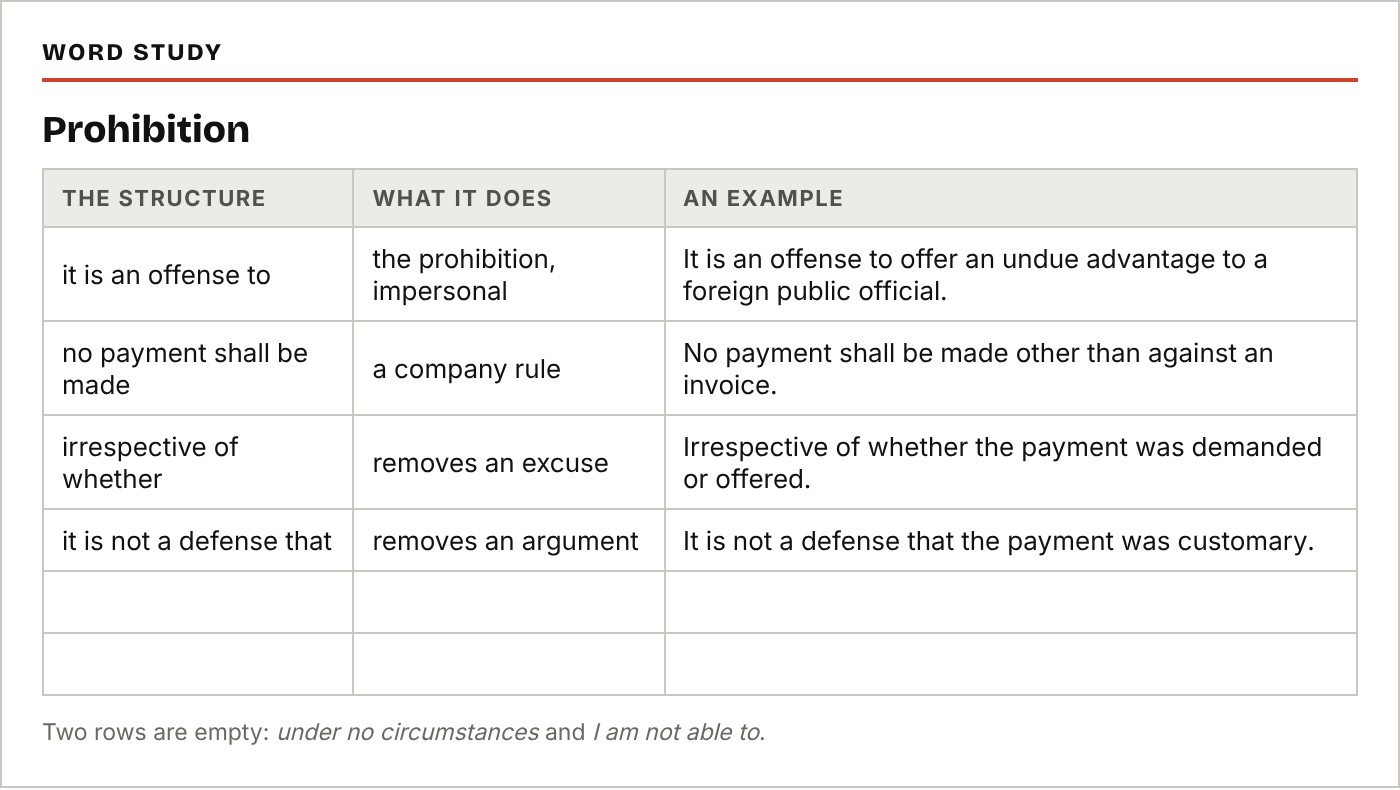 WORD STUDY
Prohibition
THE STRUCTURE
WHAT IT DOES
AN EXAMPLE
it is an offense to
the prohibition,
impersonal
It is an offense to offer an undue advantage to a
foreign public official.
no payment shall be
made
a company rule
No payment shall be made other than against an
invoice.
irrespective of
whether
removes an excuse
Irrespective of whether the payment was demanded
or offered.
it is not a defense that
removes an argument
It is not a defense that the payment was customary.
Two rows are empty: under no circumstances and I am not able to.